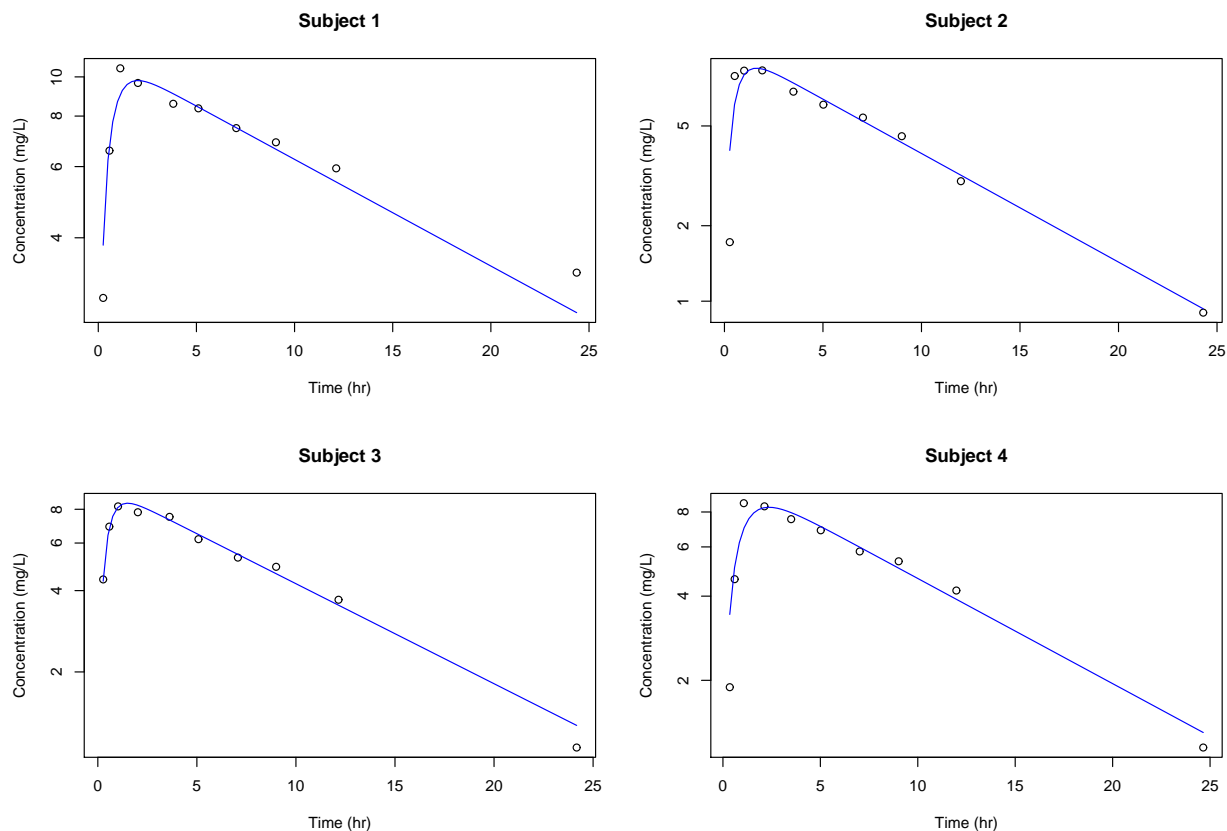 Subject 1
Concentration (mg/L)
10
8
6
4
0 5 10 15 20 25
Time (hr)
Subject 2
Concentration (mg/L)
5
2
1
0 5 10 15 20 25
Time (hr)
Subject 3
Concentration (mg/L)
8
6
4
2
0 5 10 15 20 25
Time (hr)
Subject 4
Concentration (mg/L)
8
6
4
2
0 5 10 15 20 25
Time (hr)